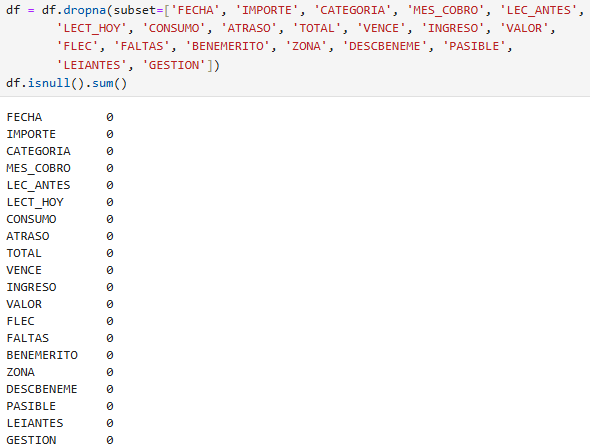 df = df.dropna(subset=['FECHA', 'IMPORTE', 'CATEGORIA', 'MES_COBRO', 'LEC_ANTES',
'LECT_HOY', 'CONSUMO', 'ATRASO', 'TOTAL', 'VENCE', 'INGRESO', 'VALOR',
'FLEC', 'FALTAS', 'BENEMERITO', 'ZONA', 'DESCBENEME', 'PASIBLE',
'LEIANTES', 'GESTION'])
df.isnull().sum()
FECHA 0
IMPORTE 0
CATEGORIA 0
MES_COBRO 0
LEC_ANTES 0
LECT_HOY 0
CONSUMO 0
ATRASO 0
TOTAL 0
VENCE 0
INGRESO 0
VALOR 0
FLEC 0
FALTAS 0
BENEMERITO 0
ZONA 0
DESCBENEME 0
PASIBLE 0
LEIANTES 0
GESTION 0